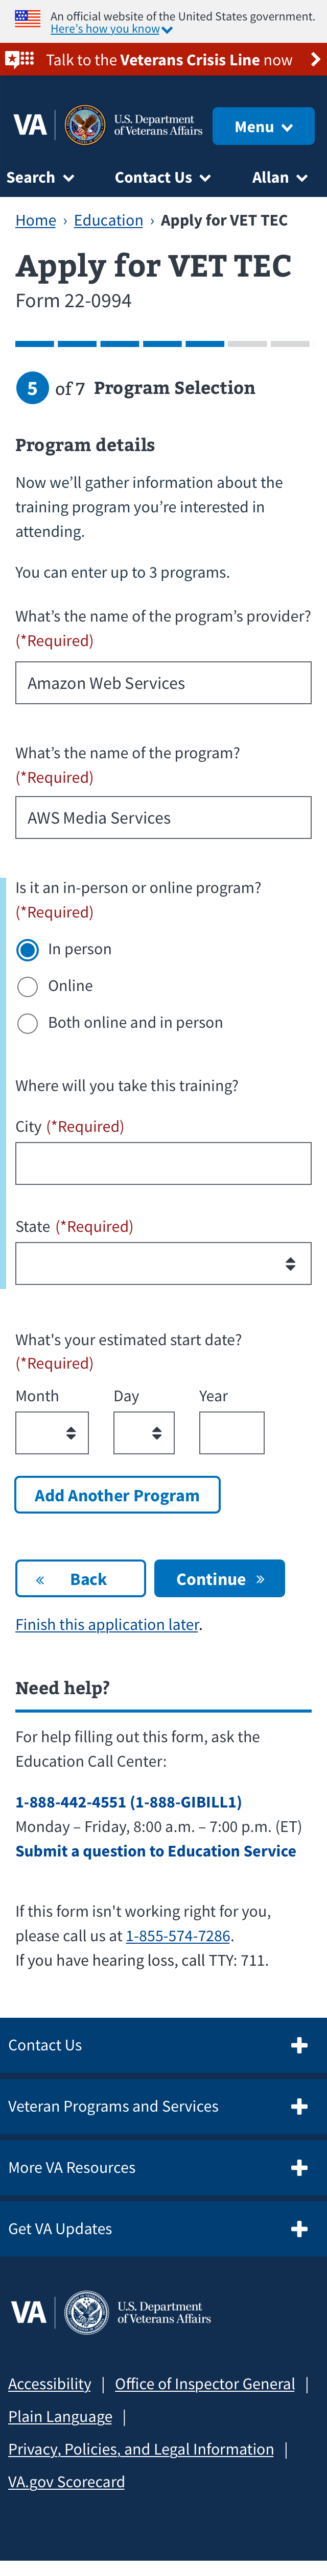 An official website of the United States government.
Here's how you know
Talk to the Veterans Crisis Line now
VA
U.S. Department
of Veterans Affairs
Menu
Search
Contact Us
Allan
Home › Education › Apply for VET TEC
Apply for VET TEC
Form 22-0994
5 of 7 Program Selection
Program details
Now we'll gather information about the
training program you're interested in
attending.
You can enter up to 3 programs.
What's the name of the program's provider?
(*Required)
Amazon Web Services
What's the name of the program?
(*Required)
AWS Media Services
Is it an in-person or online program?
(*Required)
In person
Online
Both online and in person
Where will you take this training?
City (*Required)
State (*Required)
What's your estimated start date?
(*Required)
Month Day Year
Add Another Program
« Back
Continue »
Finish this application later.
Need help?
For help filling out this form, ask the
Education Call Center:
1-888-442-4551 (1-888-GIBILL1)
Monday – Friday, 8:00 a.m. – 7:00 p.m. (ET)
Submit a question to Education Service
If this form isn't working right for you,
please call us at 1-855-574-7286.
If you have hearing loss, call TTY: 711.
Contact Us
Veteran Programs and Services
More VA Resources
Get VA Updates
VA
U.S. Department
of Veterans Affairs
Accessibility | Office of Inspector General |
Plain Language |
Privacy, Policies, and Legal Information |
VA.gov Scorecard